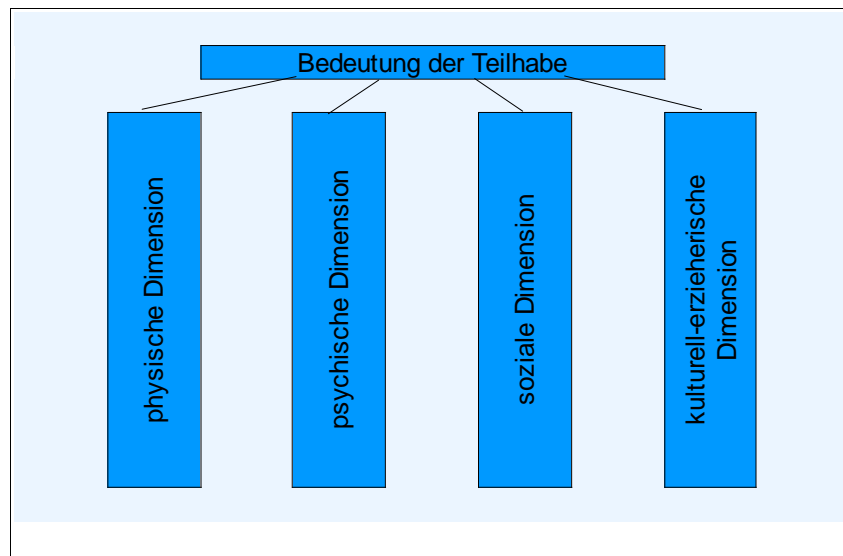 Bedeutung der Teilhabe
physische Dimension
psychische Dimension
soziale Dimension
kulturell-erzieherische
Dimension